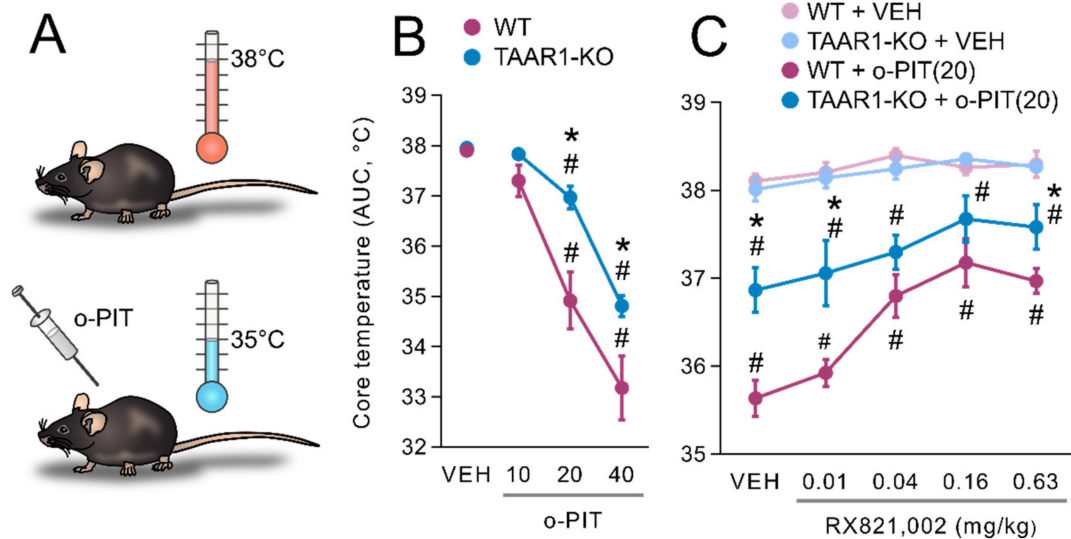 A
38°C
o-PIT
35°C
B
WT
TAAR1-KO
Core temperature (AUC, °C)
39
38
37
36
35
34
33
32
*
#
#
*
#
#
VEH 10 20 40
o-PIT
C
WT + VEH
TAAR1-KO + VEH
WT + o-PIT(20)
TAAR1-KO + o-PIT(20)
39
38
37
36
35
*
#
*
#
#
#
*
#
#
#
#
#
#
VEH 0.01 0.04 0.16 0.63
RX821,002 (mg/kg)